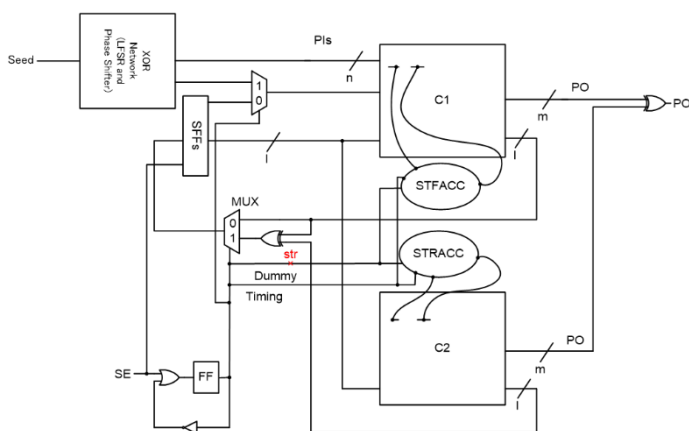 Seed
XOR
Network
(LFSR and
Phase Shifter)
PIs
n
1
0
SFFs
l
C1
PO
m
l
PO
STFACC
MUX
0
1
str
Dummy
Timing
STRACC
C2
PO
m
l
SE
FF